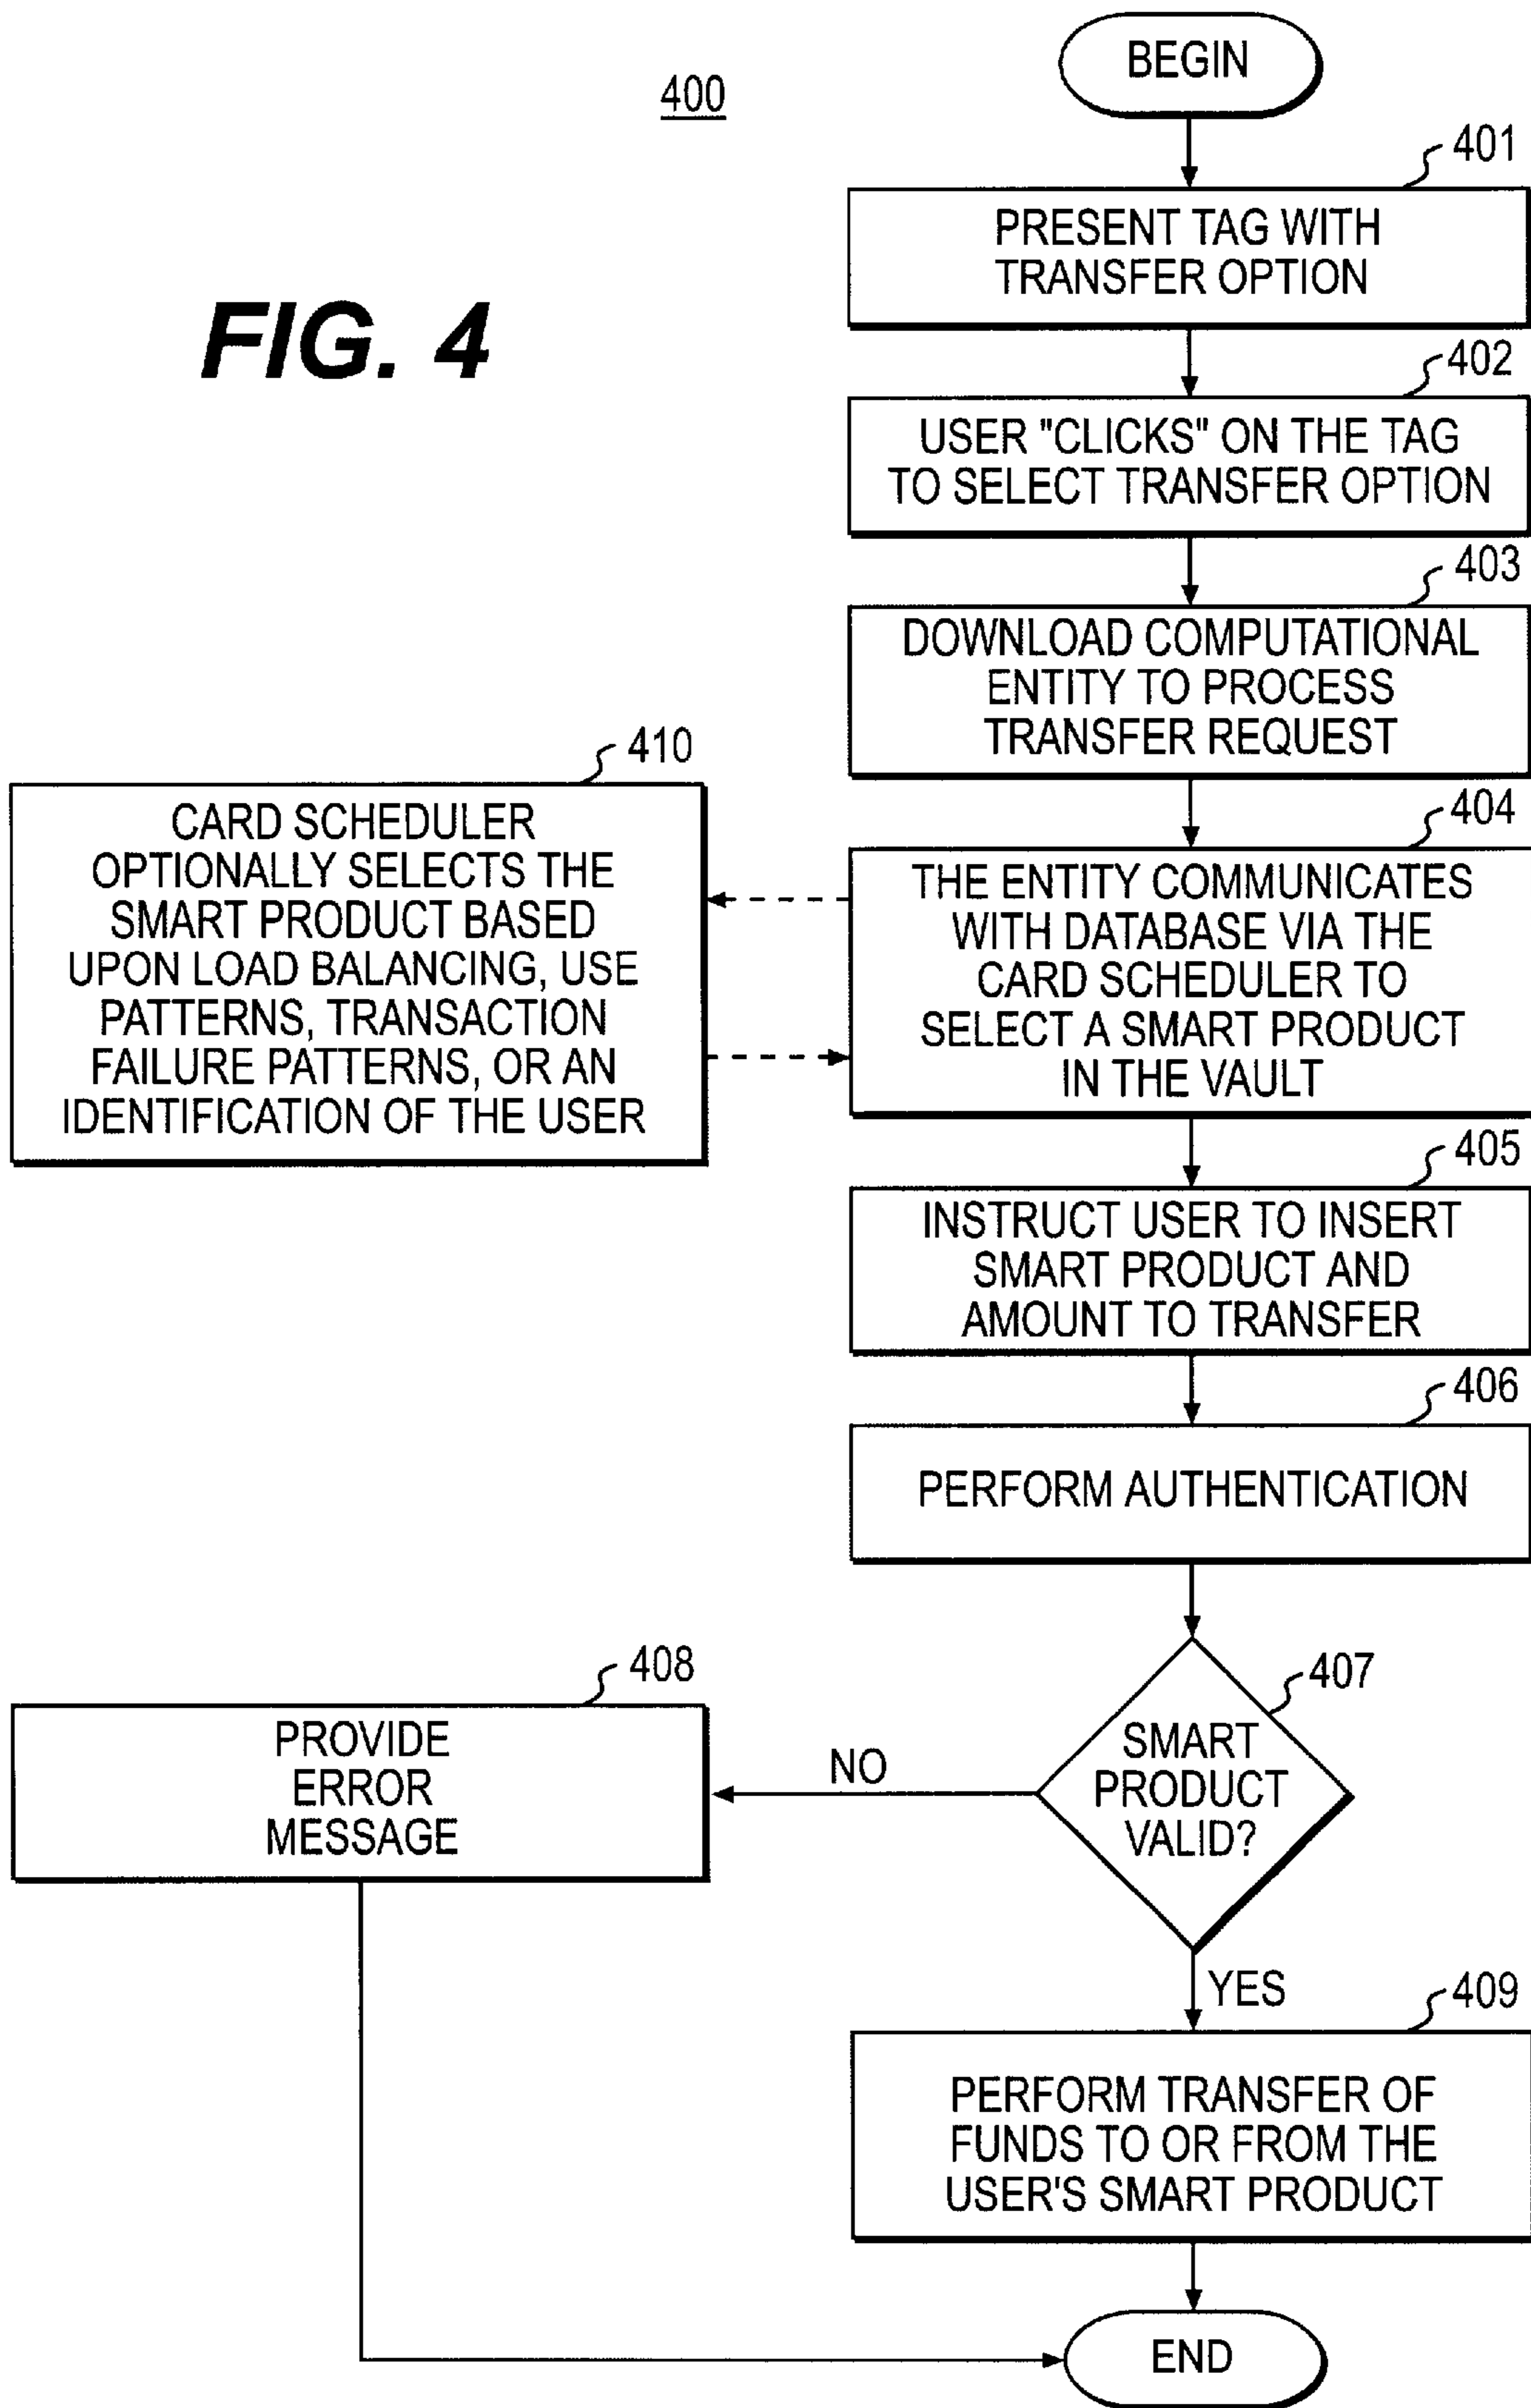 BEGIN
400
401
PRESENT TAG WITH
TRANSFER OPTION
FIG. 4
402
USER "CLICKS" ON THE TAG
TO SELECT TRANSFER OPTION
403
DOWNLOAD COMPUTATIONAL
ENTITY TO PROCESS
TRANSFER REQUEST
410
CARD SCHEDULER
OPTIONALLY SELECTS THE
SMART PRODUCT BASED
UPON LOAD BALANCING, USE
PATTERNS, TRANSACTION
FAILURE PATTERNS, OR AN
IDENTIFICATION OF THE USER
404
THE ENTITY COMMUNICATES
WITH DATABASE VIA THE
CARD SCHEDULER TO
SELECT A SMART PRODUCT
IN THE VAULT
405
INSTRUCT USER TO INSERT
SMART PRODUCT AND
AMOUNT TO TRANSFER
406
PERFORM AUTHENTICATION
407
SMART
PRODUCT
VALID?
NO
408
PROVIDE
ERROR
MESSAGE
YES
409
PERFORM TRANSFER OF
FUNDS TO OR FROM THE
USER'S SMART PRODUCT
END